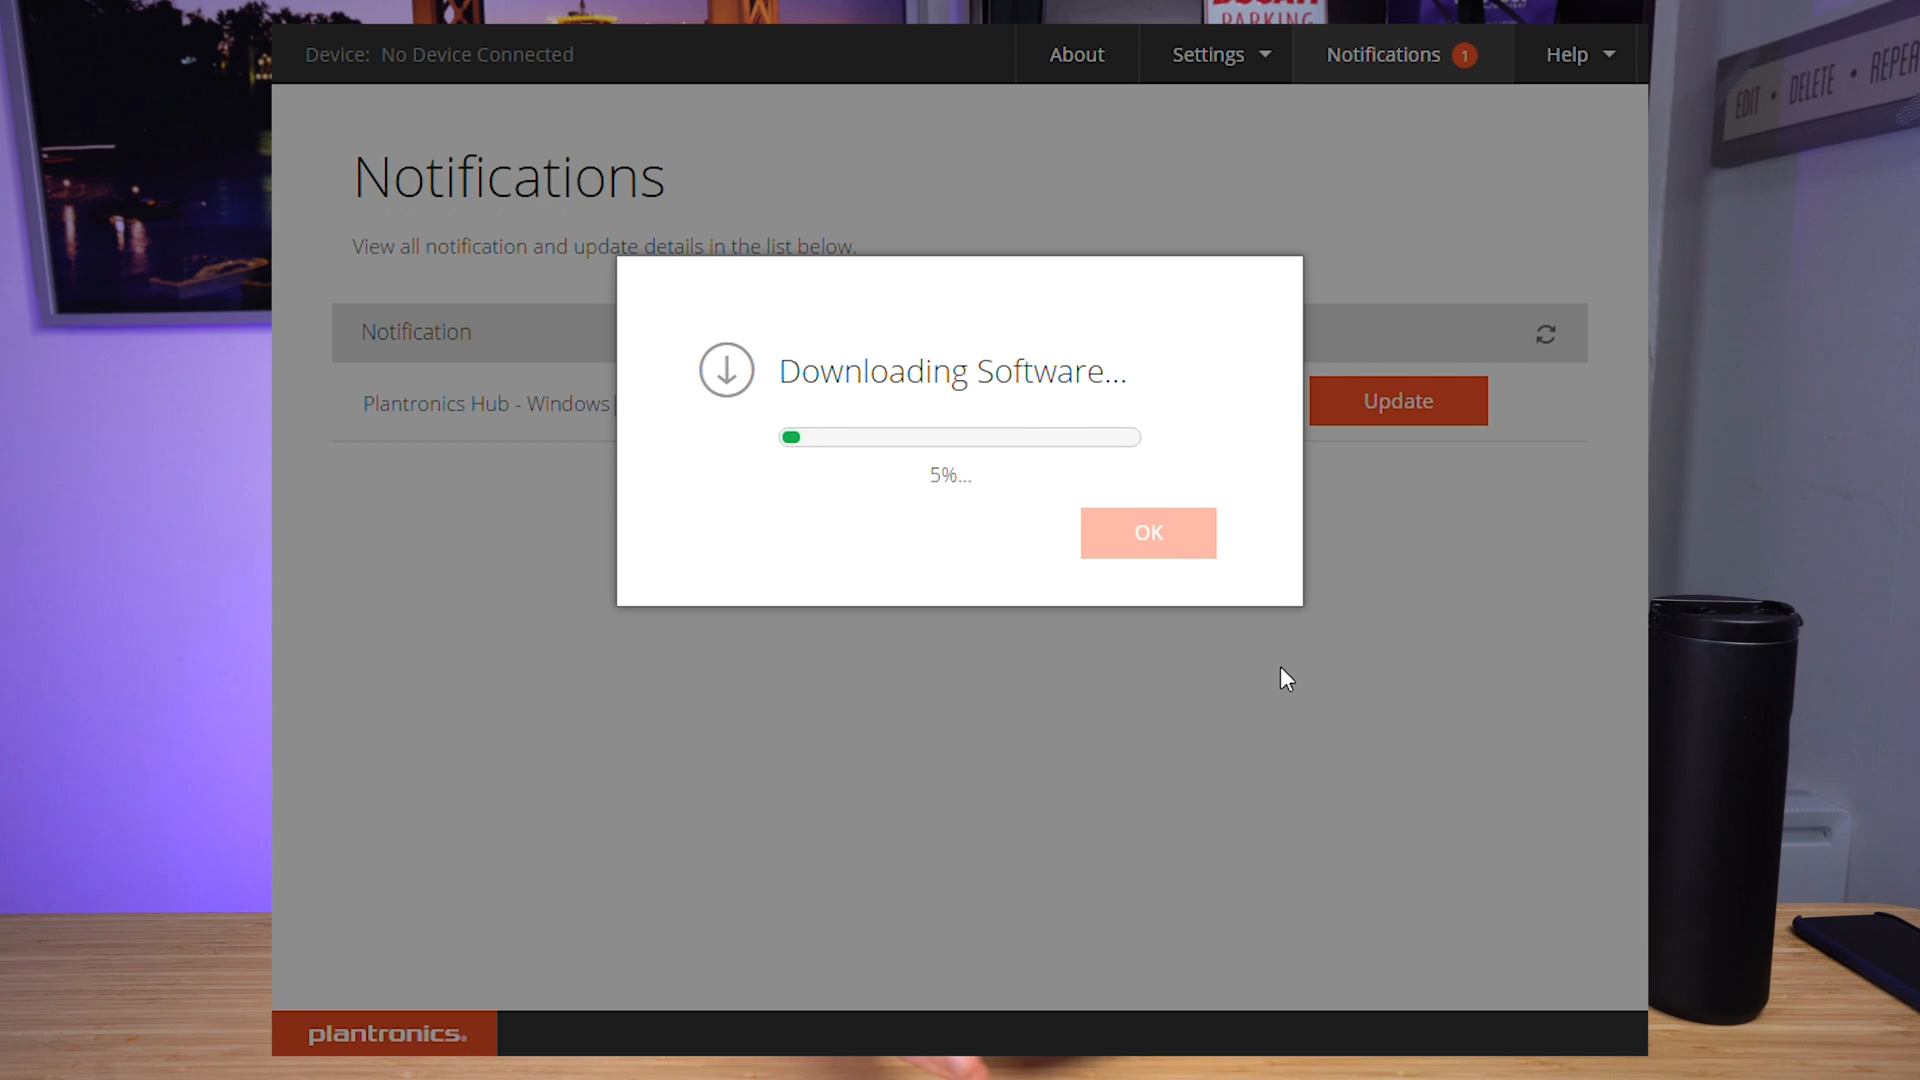 PARKING
Device: No Device Connected
About
Settings
Notifications 1
Help
EDIT • DELETE • REPEA
Notifications
View all notification and update details in the list below.
Notification
Plantronics Hub - Windows
Update
Downloading Software...
5%...
OK
plantronics.